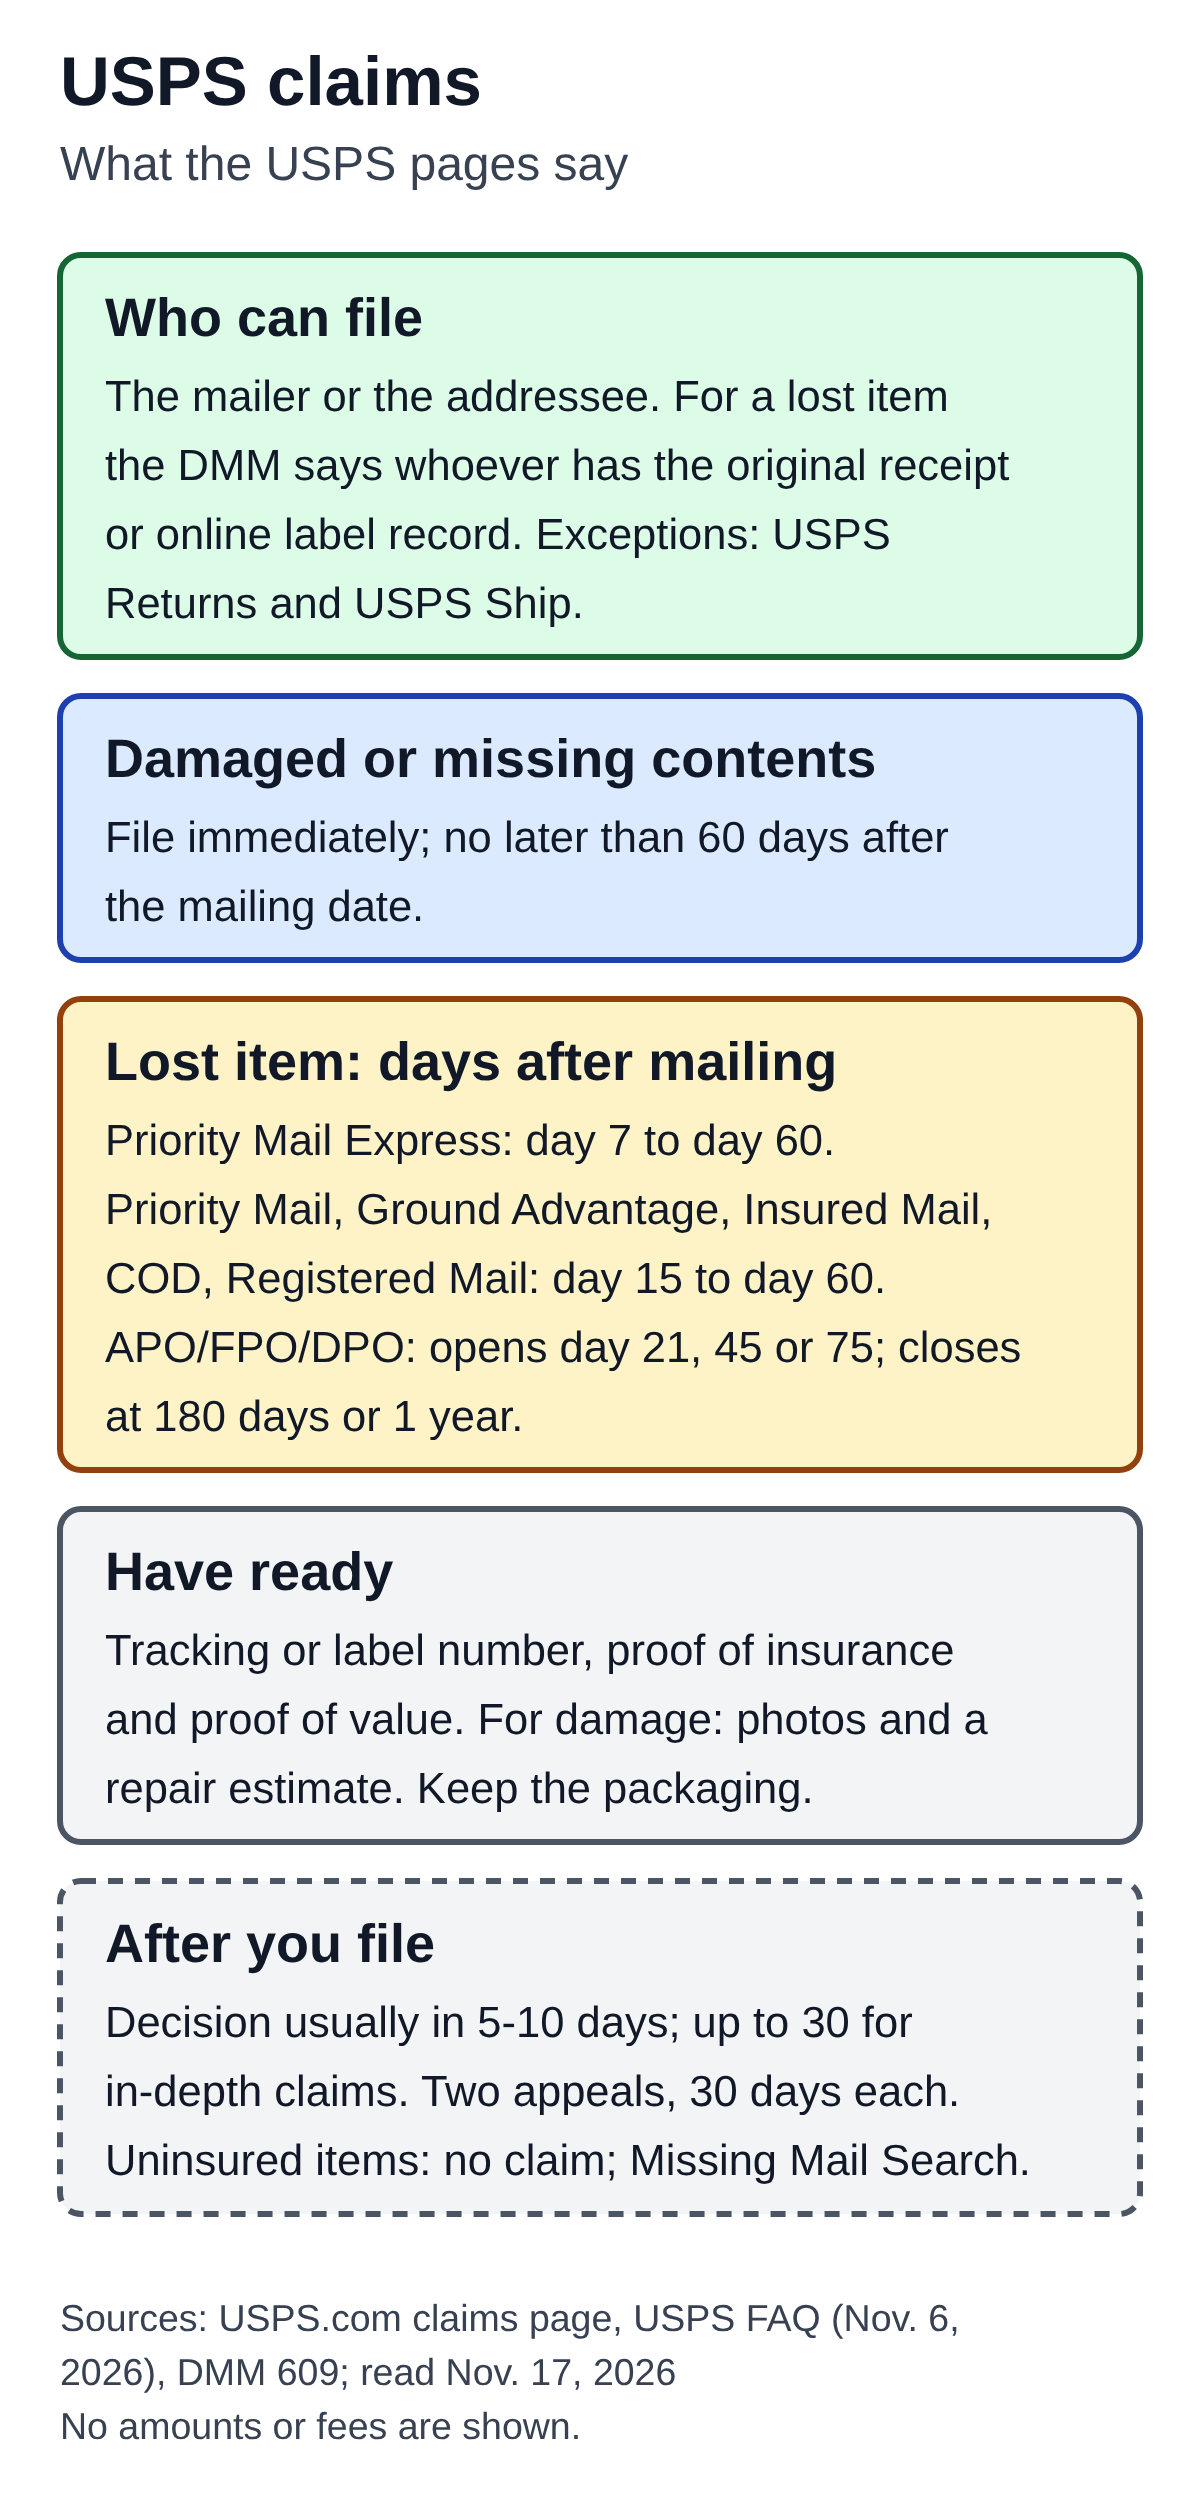 USPS claims
What the USPS pages say
Who can file
The mailer or the addressee. For a lost item
the DMM says whoever has the original receipt
or online label record. Exceptions: USPS
Returns and USPS Ship.
Damaged or missing contents
File immediately; no later than 60 days after
the mailing date.
Lost item: days after mailing
Priority Mail Express: day 7 to day 60.
Priority Mail, Ground Advantage, Insured Mail,
COD, Registered Mail: day 15 to day 60.
APO/FPO/DPO: opens day 21, 45 or 75; closes
at 180 days or 1 year.
Have ready
Tracking or label number, proof of insurance
and proof of value. For damage: photos and a
repair estimate. Keep the packaging.
After you file
Decision usually in 5-10 days; up to 30 for
in-depth claims. Two appeals, 30 days each.
Uninsured items: no claim; Missing Mail Search.
Sources: USPS.com claims page, USPS FAQ (Nov. 6,
2026), DMM 609; read Nov. 17, 2026
No amounts or fees are shown.